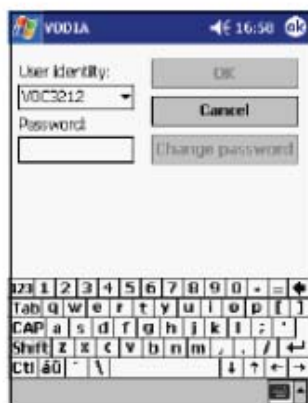 VODIA 16:50 ok
User identity: OK
VOC3212 Cancel
Password:
Change password
123 1 2 3 4 5 6 7 8 9 0 - =
Tab q w e r t y u i o p [ ]
CAP a s d f g h j k l ; '
Shift z x c v b n m , . /
Ctl áü ` \